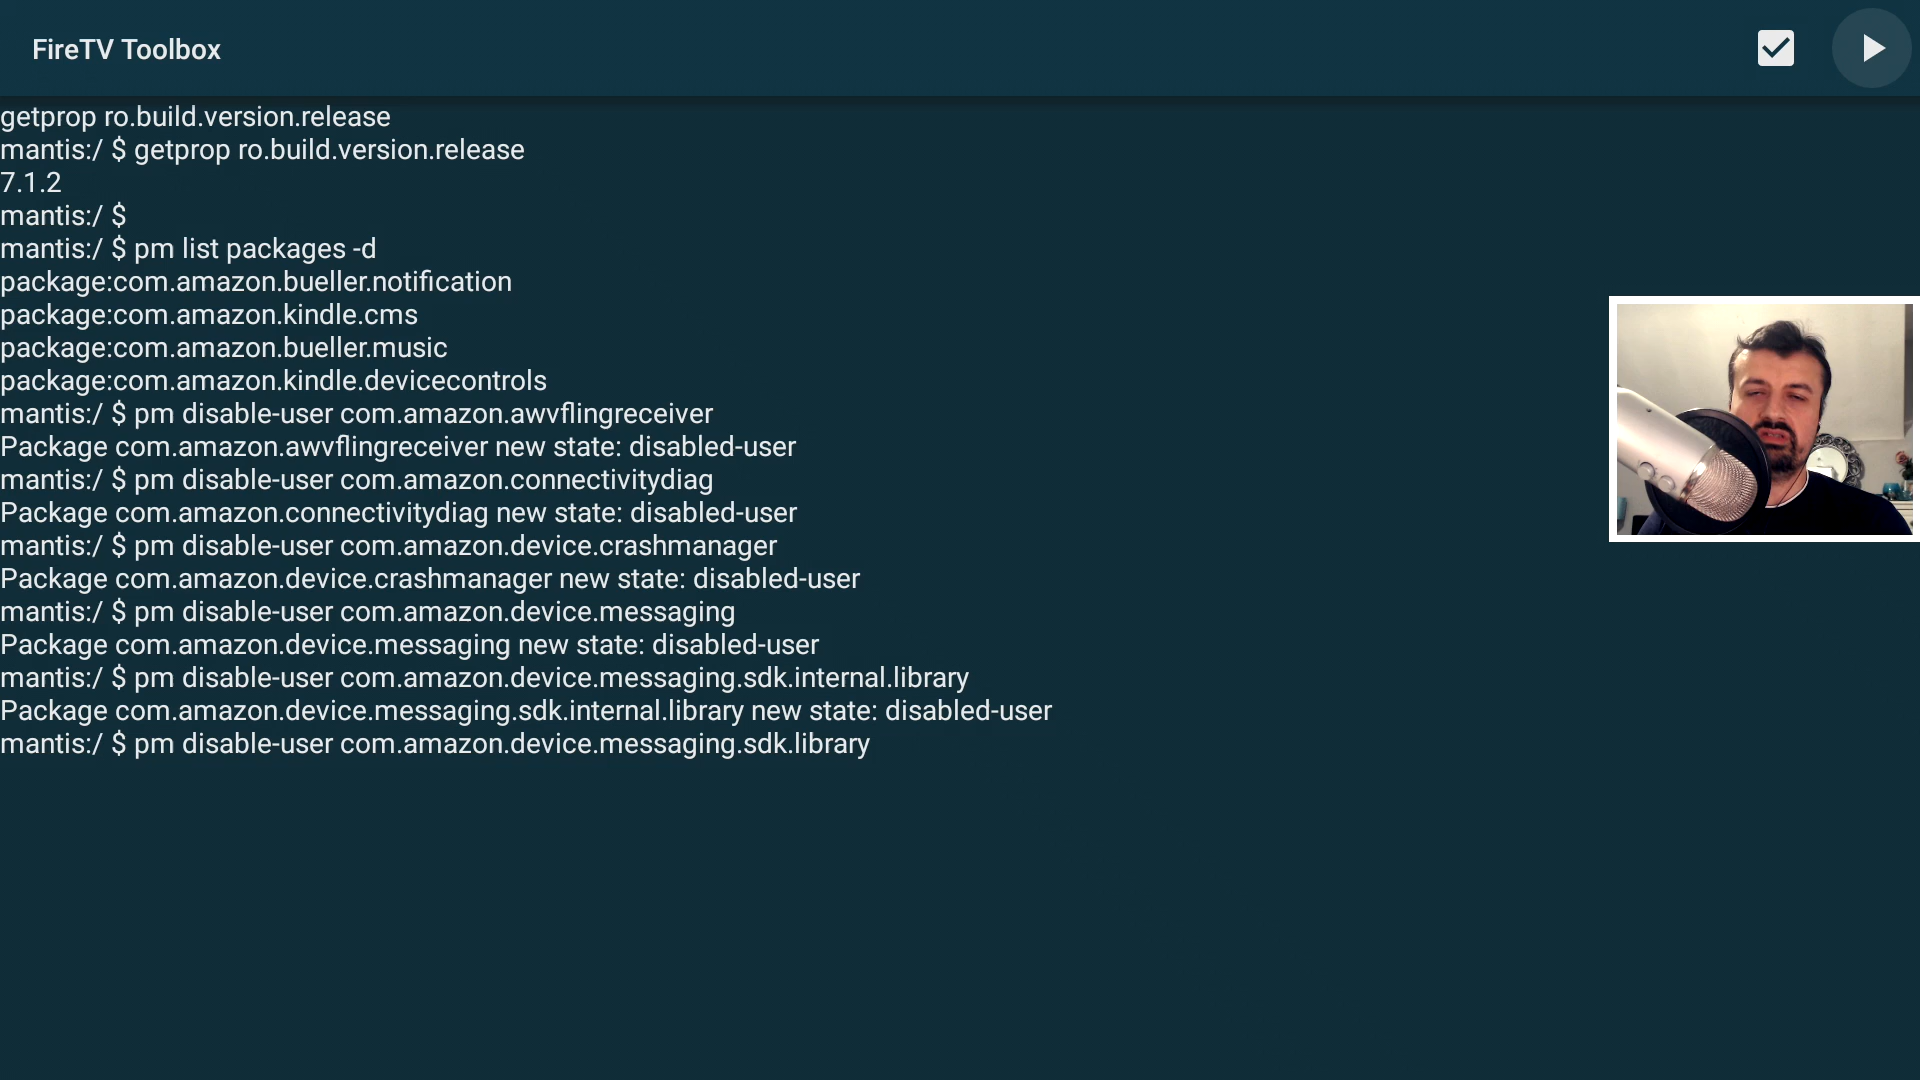 FireTV Toolbox
getprop ro.build.version.release
mantis:/ $ getprop ro.build.version.release
7.1.2
mantis:/ $
mantis:/ $ pm list packages -d
package:com.amazon.bueller.notification
package:com.amazon.kindle.cms
package:com.amazon.bueller.music
package:com.amazon.kindle.devicecontrols
mantis:/ $ pm disable-user com.amazon.awvflingreceiver
Package com.amazon.awvflingreceiver new state: disabled-user
mantis:/ $ pm disable-user com.amazon.connectivitydiag
Package com.amazon.connectivitydiag new state: disabled-user
mantis:/ $ pm disable-user com.amazon.device.crashmanager
Package com.amazon.device.crashmanager new state: disabled-user
mantis:/ $ pm disable-user com.amazon.device.messaging
Package com.amazon.device.messaging new state: disabled-user
mantis:/ $ pm disable-user com.amazon.device.messaging.sdk.internal.library
Package com.amazon.device.messaging.sdk.internal.library new state: disabled-user
mantis:/ $ pm disable-user com.amazon.device.messaging.sdk.library